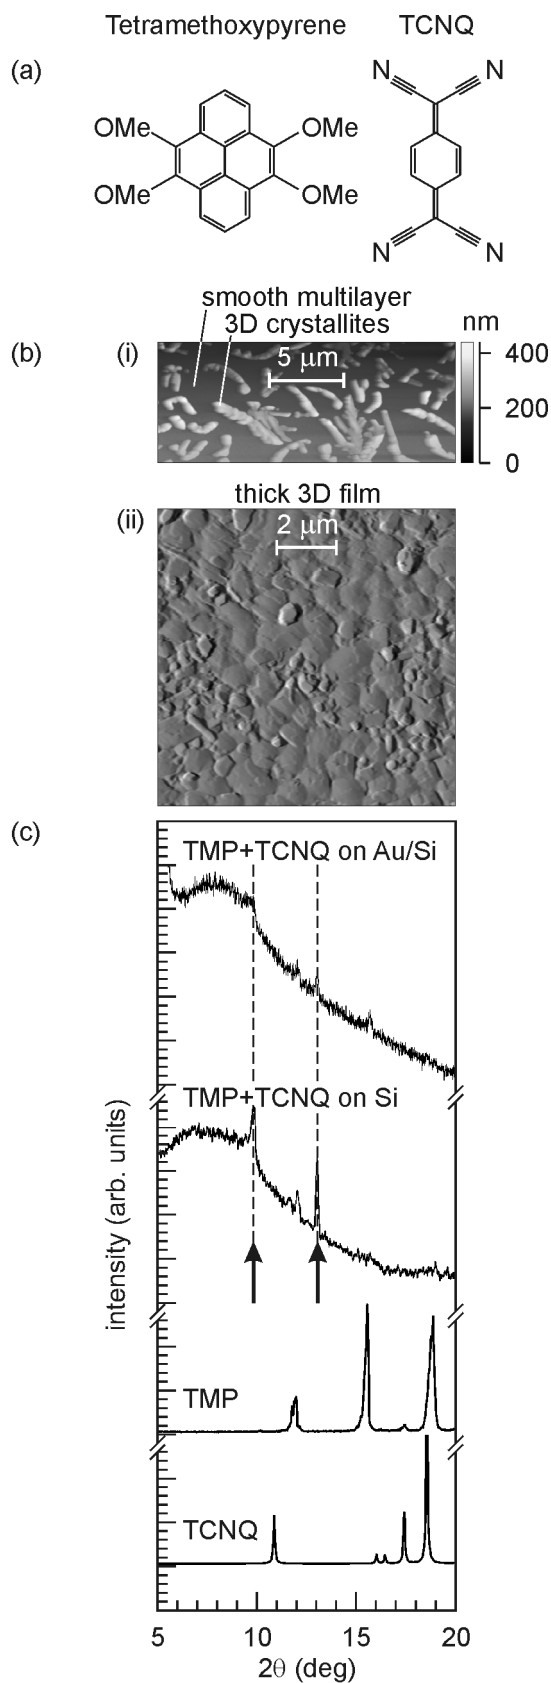 Tetramethoxypyrene TCNQ
(a)
N N
OMe OMe
OMe OMe
N N
smooth multilayer
3D crystallites nm
(b) (i) 5 μm 400
200
0
thick 3D film
(ii) 2 μm
(c)
TMP+TCNQ on Au/Si
TMP+TCNQ on Si
intensity (arb. units)
TMP
TCNQ
5 10 15 20
2θ (deg)